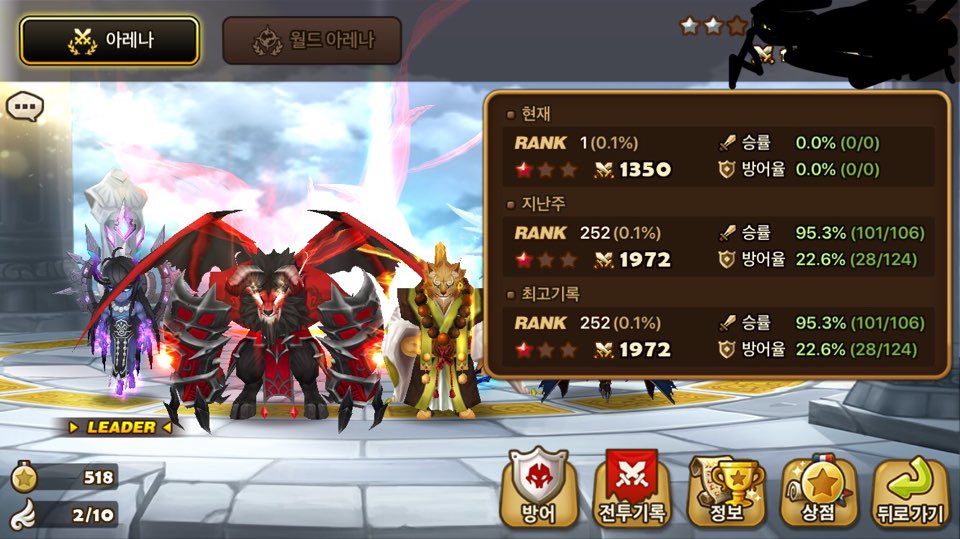 아레나
월드 아레나
현재
RANK 1(0.1%) 승률 0.0% (0/0)
1350 방어율 0.0% (0/0)
지난주
RANK 252(0.1%) 승률 95.3% (101/106)
1972 방어율 22.6% (28/124)
최고기록
RANK 252(0.1%) 승률 95.3% (101/106)
1972 방어율 22.6% (28/124)
LEADER
518
2/10
방어
전투기록
정보
상점
뒤로가기